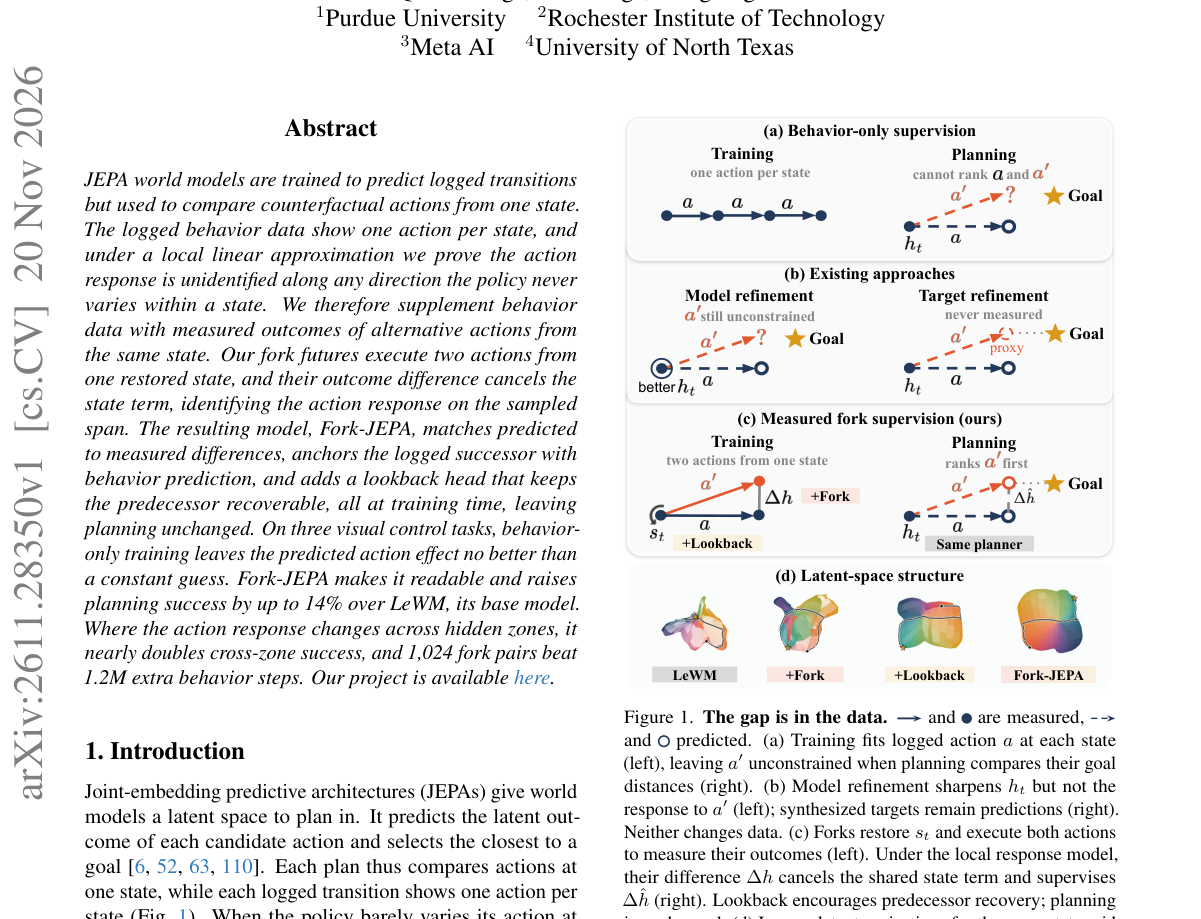 ¹Purdue University ²Rochester Institute of Technology
³Meta AI ⁴University of North Texas
arXiv:2611.28350v1 [cs.CV] 20 Nov 2026
Abstract
JEPA world models are trained to predict logged transitions
but used to compare counterfactual actions from one state.
The logged behavior data show one action per state, and
under a local linear approximation we prove the action
response is unidentified along any direction the policy never
varies within a state. We therefore supplement behavior
data with measured outcomes of alternative actions from
the same state. Our fork futures execute two actions from
one restored state, and their outcome difference cancels the
state term, identifying the action response on the sampled
span. The resulting model, Fork-JEPA, matches predicted
to measured differences, anchors the logged successor with
behavior prediction, and adds a lookback head that keeps
the predecessor recoverable, all at training time, leaving
planning unchanged. On three visual control tasks, behavior-
only training leaves the predicted action effect no better than
a constant guess. Fork-JEPA makes it readable and raises
planning success by up to 14% over LeWM, its base model.
Where the action response changes across hidden zones, it
nearly doubles cross-zone success, and 1,024 fork pairs beat
1.2M extra behavior steps. Our project is available here.
1. Introduction
Joint-embedding predictive architectures (JEPAs) give world
models a latent space to plan in. It predicts the latent out-
come of each candidate action and selects the closest to a
goal [6, 52, 63, 110]. Each plan thus compares actions at
one state, while each logged transition shows one action per
state (Fig. 1). When the policy barely varies its action at
(a) Behavior-only supervision
Training
one action per state
a a a
Planning
cannot rank a and a′
a′ ? Goal
hₜ a
(b) Existing approaches
Model refinement
a′ still unconstrained
a′ ? Goal
better hₜ a
Target refinement
never measured
a′ proxy Goal
hₜ a
(c) Measured fork supervision (ours)
Training
two actions from one state
a′ Δh +Fork
sₜ a
+Lookback
Planning
ranks a′ first
a′ Δĥ Goal
hₜ a
Same planner
(d) Latent-space structure
LeWM +Fork +Lookback Fork-JEPA
Figure 1. The gap is in the data. → and ● are measured, --→
and ○ predicted. (a) Training fits logged action a at each state
(left), leaving a′ unconstrained when planning compares their goal
distances (right). (b) Model refinement sharpens hₜ but not the
response to a′ (left); synthesized targets remain predictions (right).
Neither changes data. (c) Forks restore sₜ and execute both actions
to measure their outcomes (left). Under the local response model,
their difference Δh cancels the shared state term and supervises
Δĥ (right). Lookback encourages predecessor recovery; planning